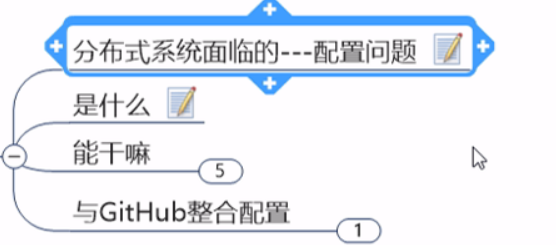 分布式系统面临的---配置问题
是什么
能干嘛
5
与GitHub整合配置
1